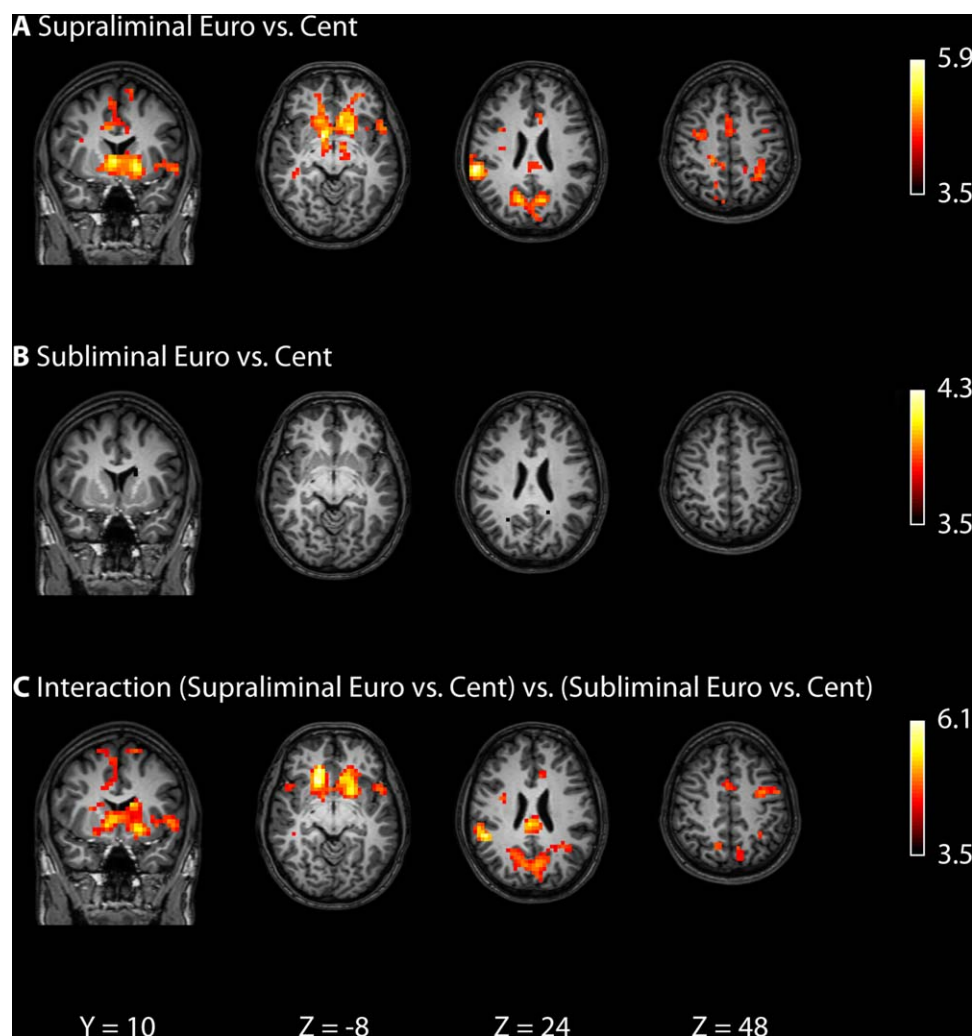 A Supraliminal Euro vs. Cent
5.9
3.5
B Subliminal Euro vs. Cent
4.3
3.5
C Interaction (Supraliminal Euro vs. Cent) vs. (Subliminal Euro vs. Cent)
6.1
3.5
Y = 10 Z = -8 Z = 24 Z = 48